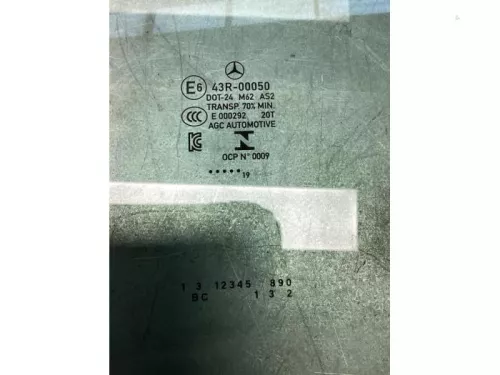 E6 43R-00050
DOT-24 M62 AS2
TRANSP. 70% MIN.
CCC E 000292 20T
AGC AUTOMOTIVE
OCP N° 0009
••••• 19
1 3 12345 890
BC 1 3 2